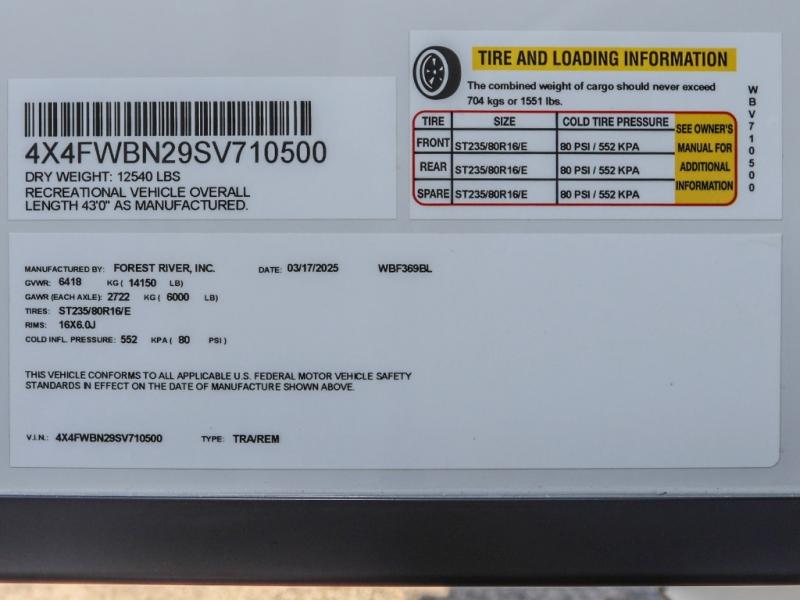 4X4FWBN29SV710500
DRY WEIGHT: 12540 LBS
RECREATIONAL VEHICLE OVERALL
LENGTH 43'0" AS MANUFACTURED.
TIRE AND LOADING INFORMATION
The combined weight of cargo should never exceed
704 kgs or 1551 lbs.
TIRE SIZE COLD TIRE PRESSURE
FRONT ST235/80R16/E 80 PSI / 552 KPA
REAR ST235/80R16/E 80 PSI / 552 KPA
SPARE ST235/80R16/E 80 PSI / 552 KPA
SEE OWNER'S
MANUAL FOR
ADDITIONAL
INFORMATION
WBV710500
MANUFACTURED BY: FOREST RIVER, INC. DATE: 03/17/2025 WBF369BL
GVWR: 6418 KG ( 14150 LB)
GAWR (EACH AXLE): 2722 KG ( 6000 LB)
TIRES: ST235/80R16/E
RIMS: 16X6.0J
COLD INFL. PRESSURE: 552 KPA ( 80 PSI )
THIS VEHICLE CONFORMS TO ALL APPLICABLE U.S. FEDERAL MOTOR VEHICLE SAFETY
STANDARDS IN EFFECT ON THE DATE OF MANUFACTURE SHOWN ABOVE.
V.I.N.: 4X4FWBN29SV710500 TYPE: TRA/REM